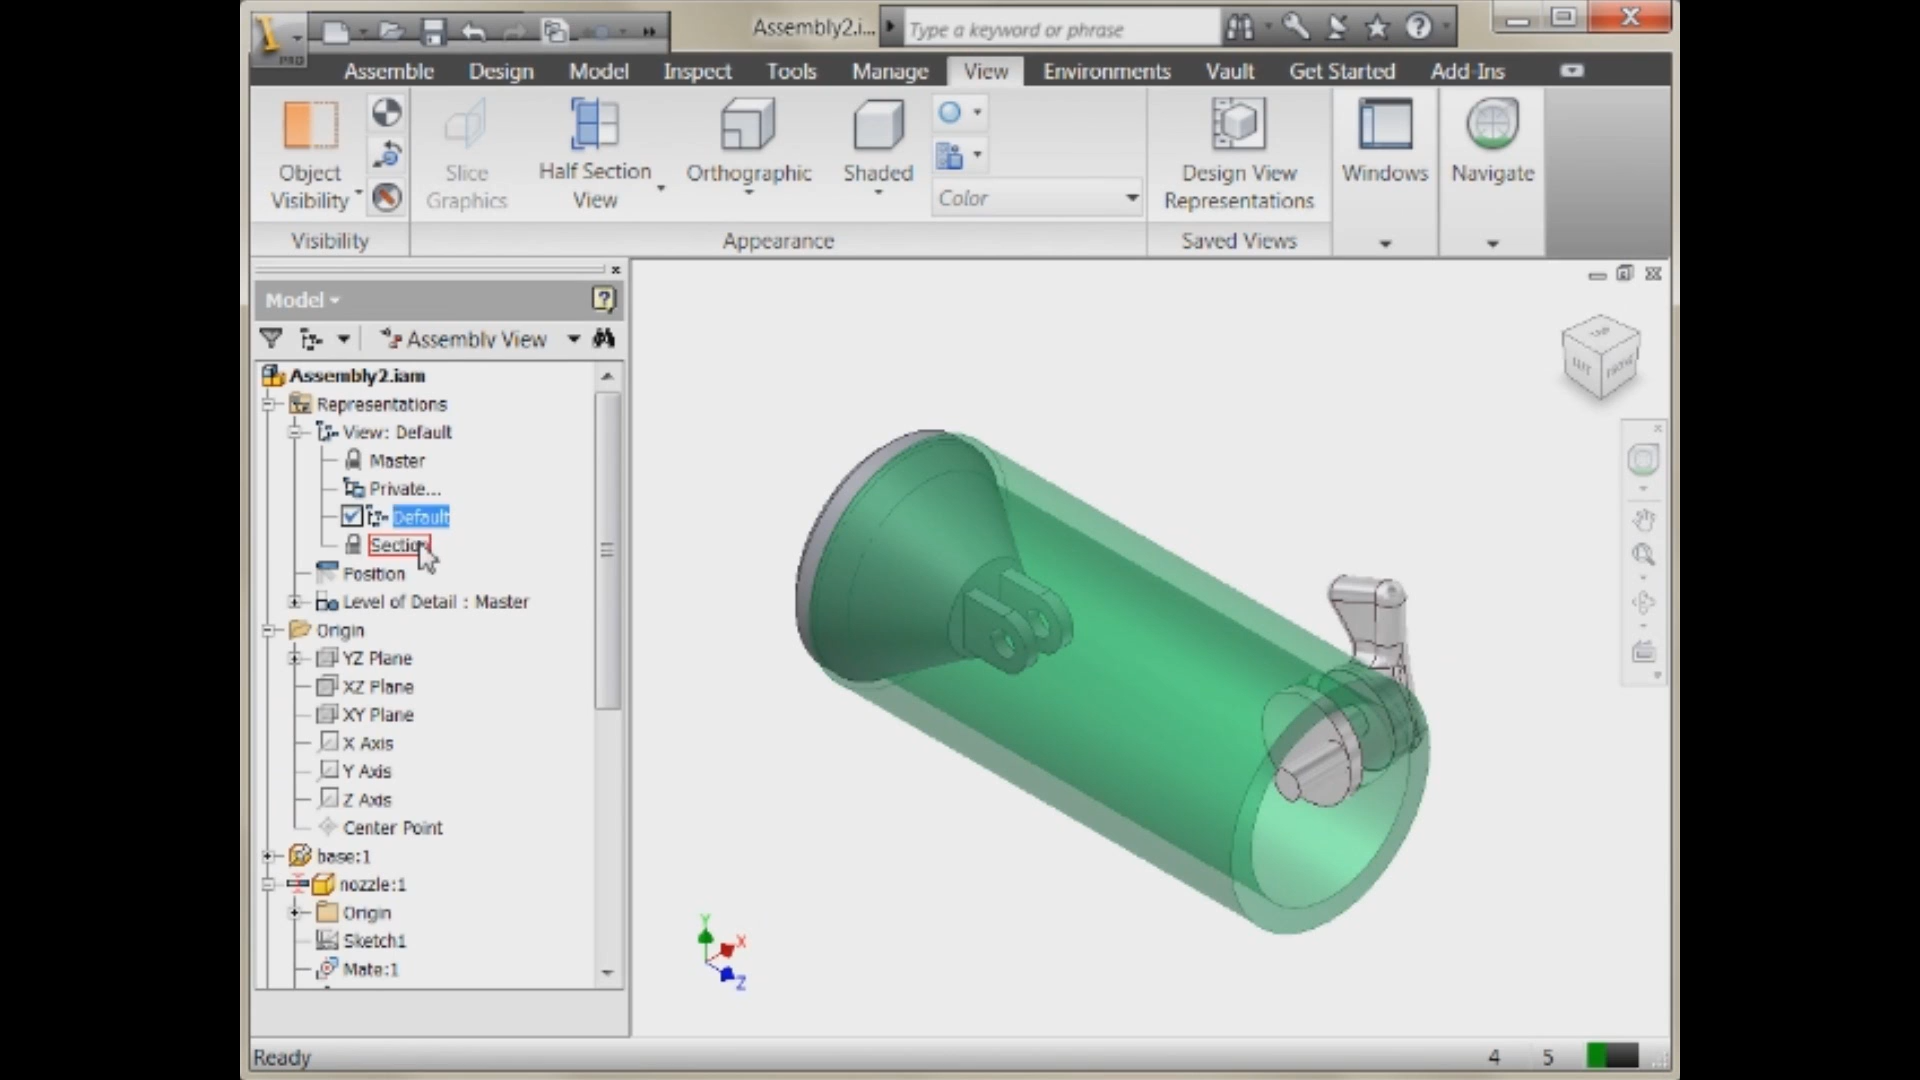 PRO
Assembly2.i...
Type a keyword or phrase
Assemble Design Model Inspect Tools Manage View Environments Vault Get Started Add-Ins
Object Visibility
Slice Graphics
Half Section View
Orthographic
Shaded
Color
Design View Representations
Windows
Navigate
Visibility
Appearance
Saved Views
Model
Assembly View
Assembly2.iam
Representations
View: Default
Master
Private...
Default
Section
Position
Level of Detail : Master
Origin
YZ Plane
XZ Plane
XY Plane
X Axis
Y Axis
Z Axis
Center Point
base:1
nozzle:1
Origin
Sketch1
Mate:1
TOP
LEFT
FRONT
Y
X
Z
Ready
4 5